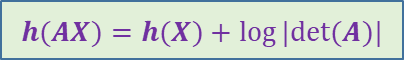 h(AX) = h(X) + log |det(A)|